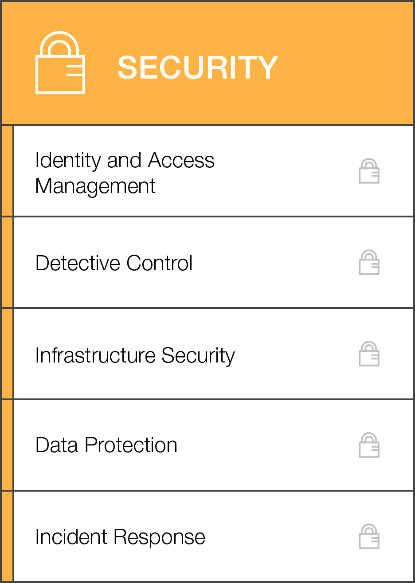 SECURITY
Identity and Access
Management
Detective Control
Infrastructure Security
Data Protection
Incident Response